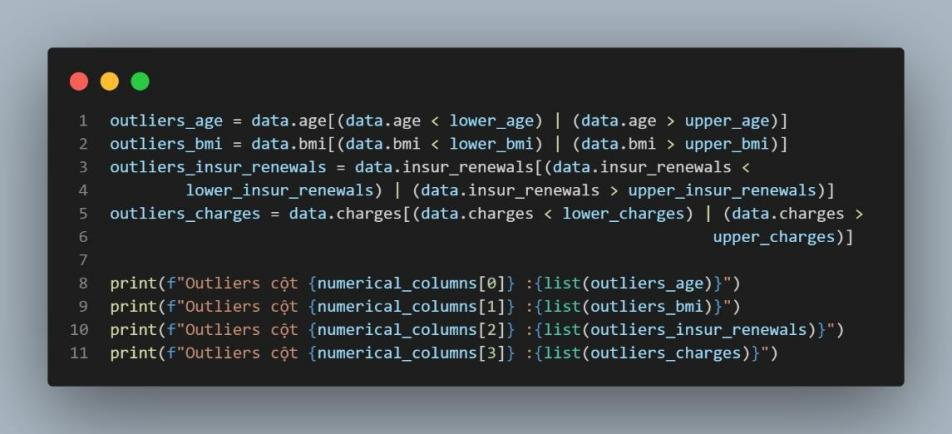 1 outliers_age = data.age[(data.age < lower_age) | (data.age > upper_age)]
2 outliers_bmi = data.bmi[(data.bmi < lower_bmi) | (data.bmi > upper_bmi)]
3 outliers_insur_renewals = data.insur_renewals[(data.insur_renewals <
4         lower_insur_renewals) | (data.insur_renewals > upper_insur_renewals)]
5 outliers_charges = data.charges[(data.charges < lower_charges) | (data.charges >
6                                                                 upper_charges)]
7
8 print(f"Outliers cột {numerical_columns[0]} :{list(outliers_age)}")
9 print(f"Outliers cột {numerical_columns[1]} :{list(outliers_bmi)}")
10 print(f"Outliers cột {numerical_columns[2]} :{list(outliers_insur_renewals)}")
11 print(f"Outliers cột {numerical_columns[3]} :{list(outliers_charges)}")